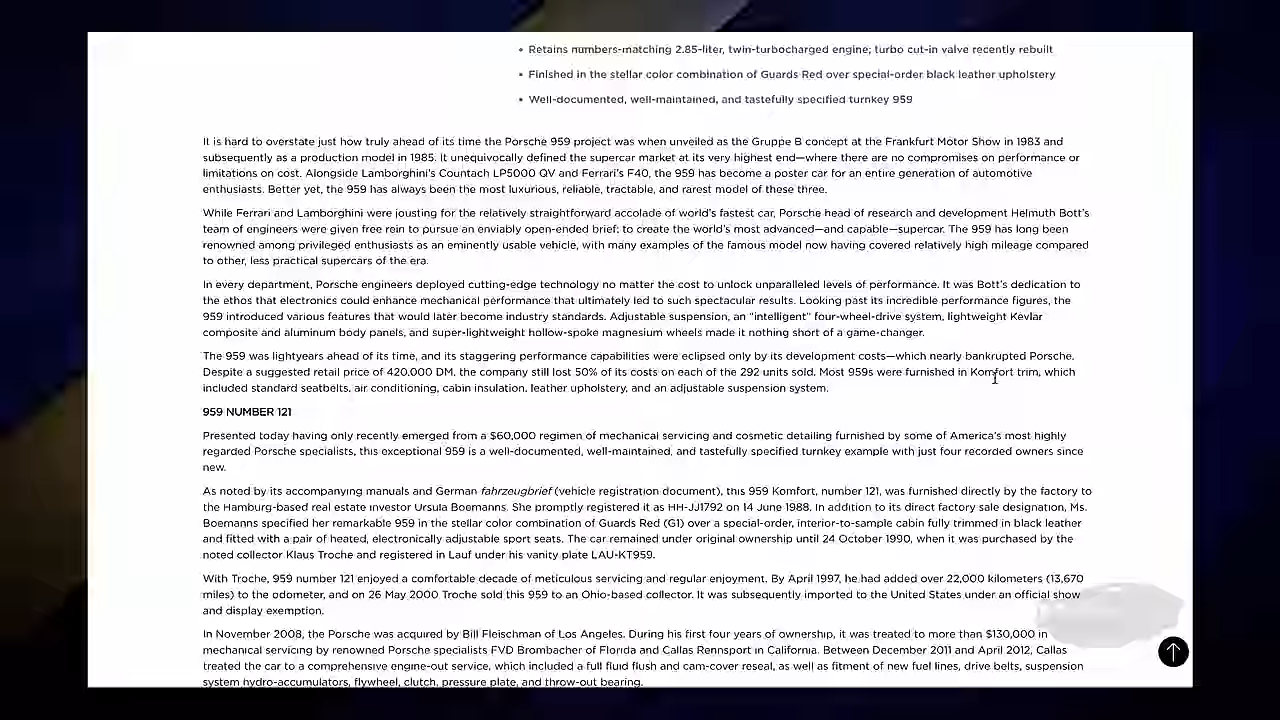 • Retains numbers-matching 2.85-liter, twin-turbocharged engine; turbo cut-in valve recently rebuilt
• Finished in the stellar color combination of Guards Red over special-order black leather upholstery
• Well-documented, well-maintained, and tastefully specified turnkey 959
It is hard to overstate just how truly ahead of its time the Porsche 959 project was when unveiled as the Gruppe B concept at the Frankfurt Motor Show in 1983 and
subsequently as a production model in 1985. It unequivocally defined the supercar market at its very highest end—where there are no compromises on performance or
limitations on cost. Alongside Lamborghini's Countach LP5000 QV and Ferrari's F40, the 959 has become a poster car for an entire generation of automotive
enthusiasts. Better yet, the 959 has always been the most luxurious, reliable, tractable, and rarest model of these three.
While Ferrari and Lamborghini were jousting for the relatively straightforward accolade of world's fastest car, Porsche head of research and development Helmuth Bott's
team of engineers were given free rein to pursue an enviably open-ended brief; to create the world's most advanced—and capable—supercar. The 959 has long been
renowned among privileged enthusiasts as an eminently usable vehicle, with many examples of the famous model now having covered relatively high mileage compared
to other, less practical supercars of the era.
In every department, Porsche engineers deployed cutting-edge technology no matter the cost to unlock unparalleled levels of performance. It was Bott's dedication to
the ethos that electronics could enhance mechanical performance that ultimately led to such spectacular results. Looking past its incredible performance figures, the
959 introduced various features that would later become industry standards. Adjustable suspension, an "intelligent" four-wheel-drive system, lightweight Kevlar
composite and aluminum body panels, and super-lightweight hollow-spoke magnesium wheels made it nothing short of a game-changer.
The 959 was lightyears ahead of its time, and its staggering performance capabilities were eclipsed only by its development costs—which nearly bankrupted Porsche.
Despite a suggested retail price of 420,000 DM, the company still lost 50% of its costs on each of the 292 units sold. Most 959s were furnished in Komfort trim, which
included standard seatbelts, air conditioning, cabin insulation, leather upholstery, and an adjustable suspension system.
959 NUMBER 121
Presented today having only recently emerged from a $60,000 regimen of mechanical servicing and cosmetic detailing furnished by some of America's most highly
regarded Porsche specialists, this exceptional 959 is a well-documented, well-maintained, and tastefully specified turnkey example with just four recorded owners since
new.
As noted by its accompanying manuals and German fahrzeugbrief (vehicle registration document), this 959 Komfort, number 121, was furnished directly by the factory to
the Hamburg-based real estate investor Ursula Boemanns. She promptly registered it as HH-JJ1792 on 14 June 1988. In addition to its direct factory sale designation, Ms.
Boemanns specified her remarkable 959 in the stellar color combination of Guards Red (G1) over a special-order, interior-to-sample cabin fully trimmed in black leather
and fitted with a pair of heated, electronically adjustable sport seats. The car remained under original ownership until 24 October 1990, when it was purchased by the
noted collector Klaus Troche and registered in Lauf under his vanity plate LAU-KT959.
With Troche, 959 number 121 enjoyed a comfortable decade of meticulous servicing and regular enjoyment. By April 1997, he had added over 22,000 kilometers (13,670
miles) to the odometer, and on 26 May 2000 Troche sold this 959 to an Ohio-based collector. It was subsequently imported to the United States under an official show
and display exemption.
In November 2008, the Porsche was acquired by Bill Fleischman of Los Angeles. During his first four years of ownership, it was treated to more than $130,000 in
mechanical servicing by renowned Porsche specialists FVD Brombacher of Florida and Callas Rennsport in California. Between December 2011 and April 2012, Callas
treated the car to a comprehensive engine-out service, which included a full fluid flush and cam-cover reseal, as well as fitment of new fuel lines, drive belts, suspension
system hydro-accumulators, flywheel, clutch, pressure plate, and throw-out bearing.